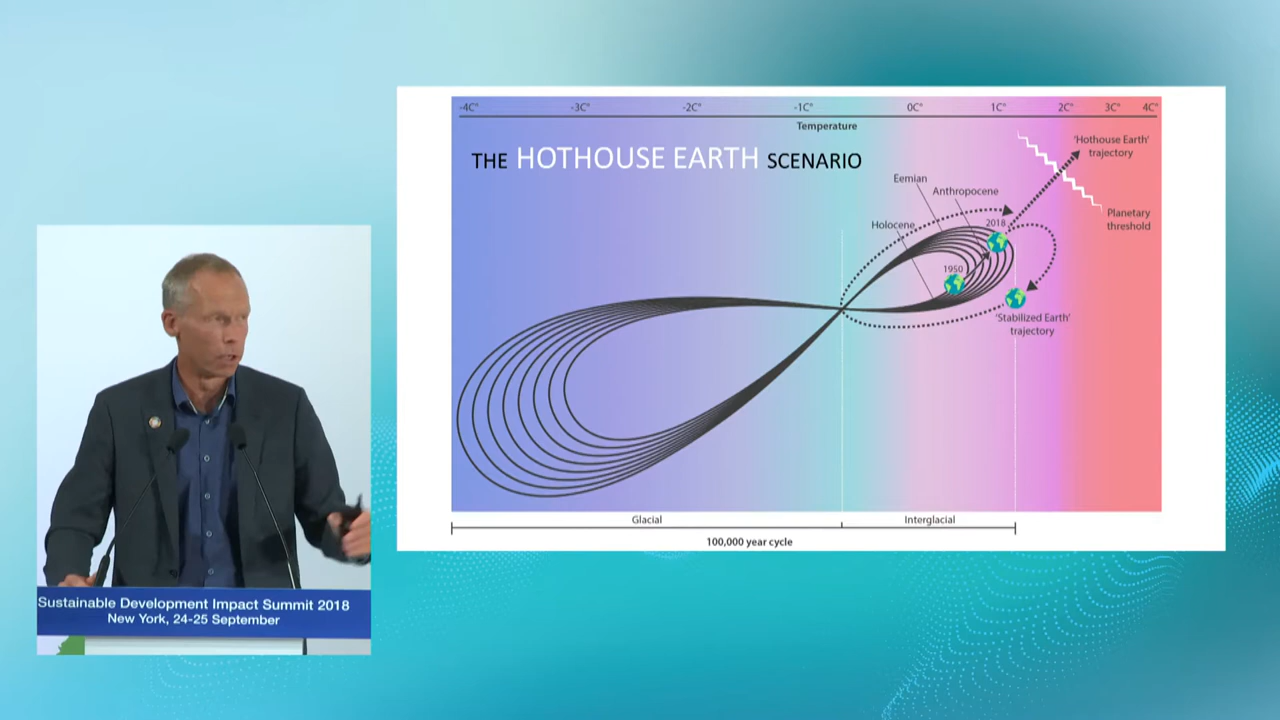 -4C° -3C° -2C° -1C° 0C° 1C° 2C° 3C° 4C°
Temperature
THE HOTHOUSE EARTH SCENARIO
'Hothouse Earth'
trajectory
Eemian
Anthropocene
Planetary
threshold
Holocene
2018
1950
'Stabilized Earth'
trajectory
Glacial
Interglacial
100,000 year cycle
Sustainable Development Impact Summit 2018
New York, 24-25 September